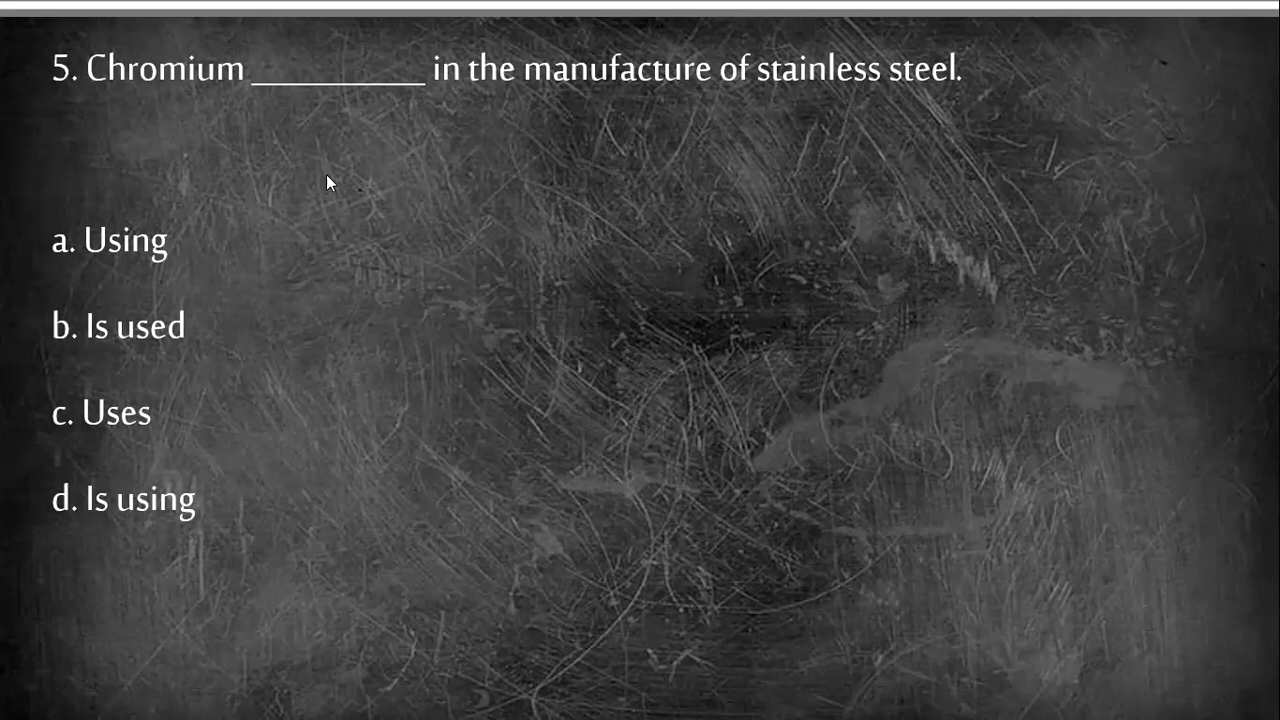 5. Chromium __________ in the manufacture of stainless steel.
a. Using
b. Is used
c. Uses
d. Is using